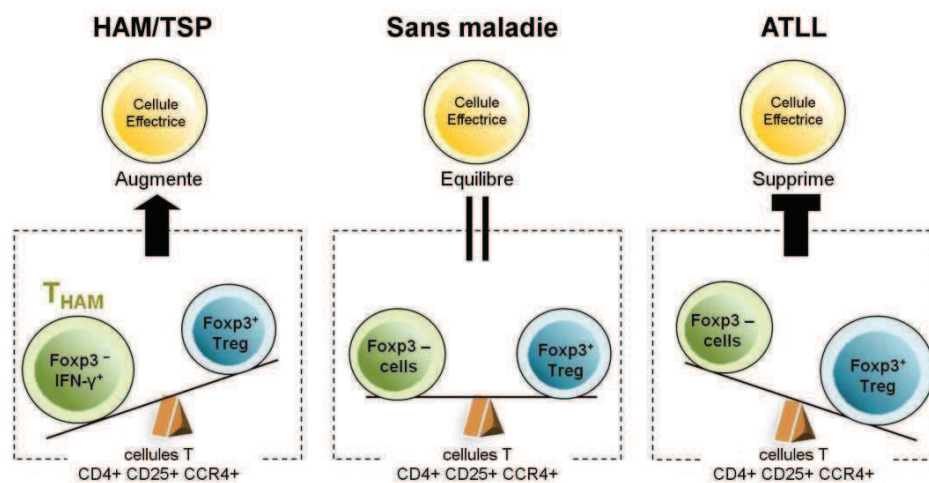 HAM/TSP
Cellule
Effectrice
Augmente
THAM
Foxp3 -
IFN-γ+
Foxp3+
Treg
cellules T
CD4+ CD25+ CCR4+
Sans maladie
Cellule
Effectrice
Equilibre
Foxp3 –
cells
Foxp3+
Treg
cellules T
CD4+ CD25+ CCR4+
ATLL
Cellule
Effectrice
Supprime
Foxp3 –
cells
Foxp3+
Treg
cellules T
CD4+ CD25+ CCR4+